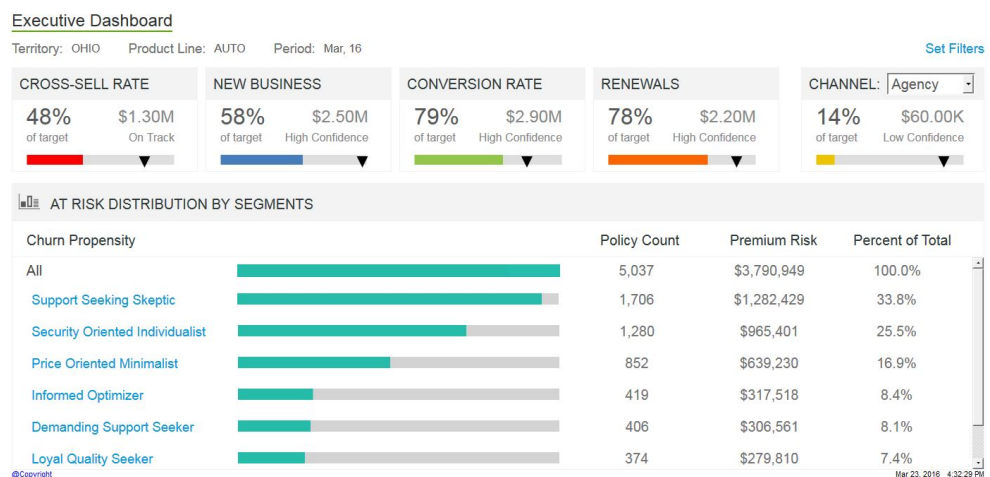 Executive Dashboard
Territory: OHIO Product Line: AUTO Period: Mar, 16 Set Filters
CROSS-SELL RATE NEW BUSINESS CONVERSION RATE RENEWALS CHANNEL: Agency
48% $1.30M 58% $2.50M 79% $2.90M 78% $2.20M 14% $60.00K
of target On Track of target High Confidence of target High Confidence of target High Confidence of target Low Confidence
AT RISK DISTRIBUTION BY SEGMENTS
Churn Propensity Policy Count Premium Risk Percent of Total
All 5,037 $3,790,949 100.0%
Support Seeking Skeptic 1,706 $1,282,429 33.8%
Security Oriented Individualist 1,280 $965,401 25.5%
Price Oriented Minimalist 852 $639,230 16.9%
Informed Optimizer 419 $317,518 8.4%
Demanding Support Seeker 406 $306,561 8.1%
Loyal Quality Seeker 374 $279,810 7.4%
@Copyright Mar 23, 2016 4:32:29 PM